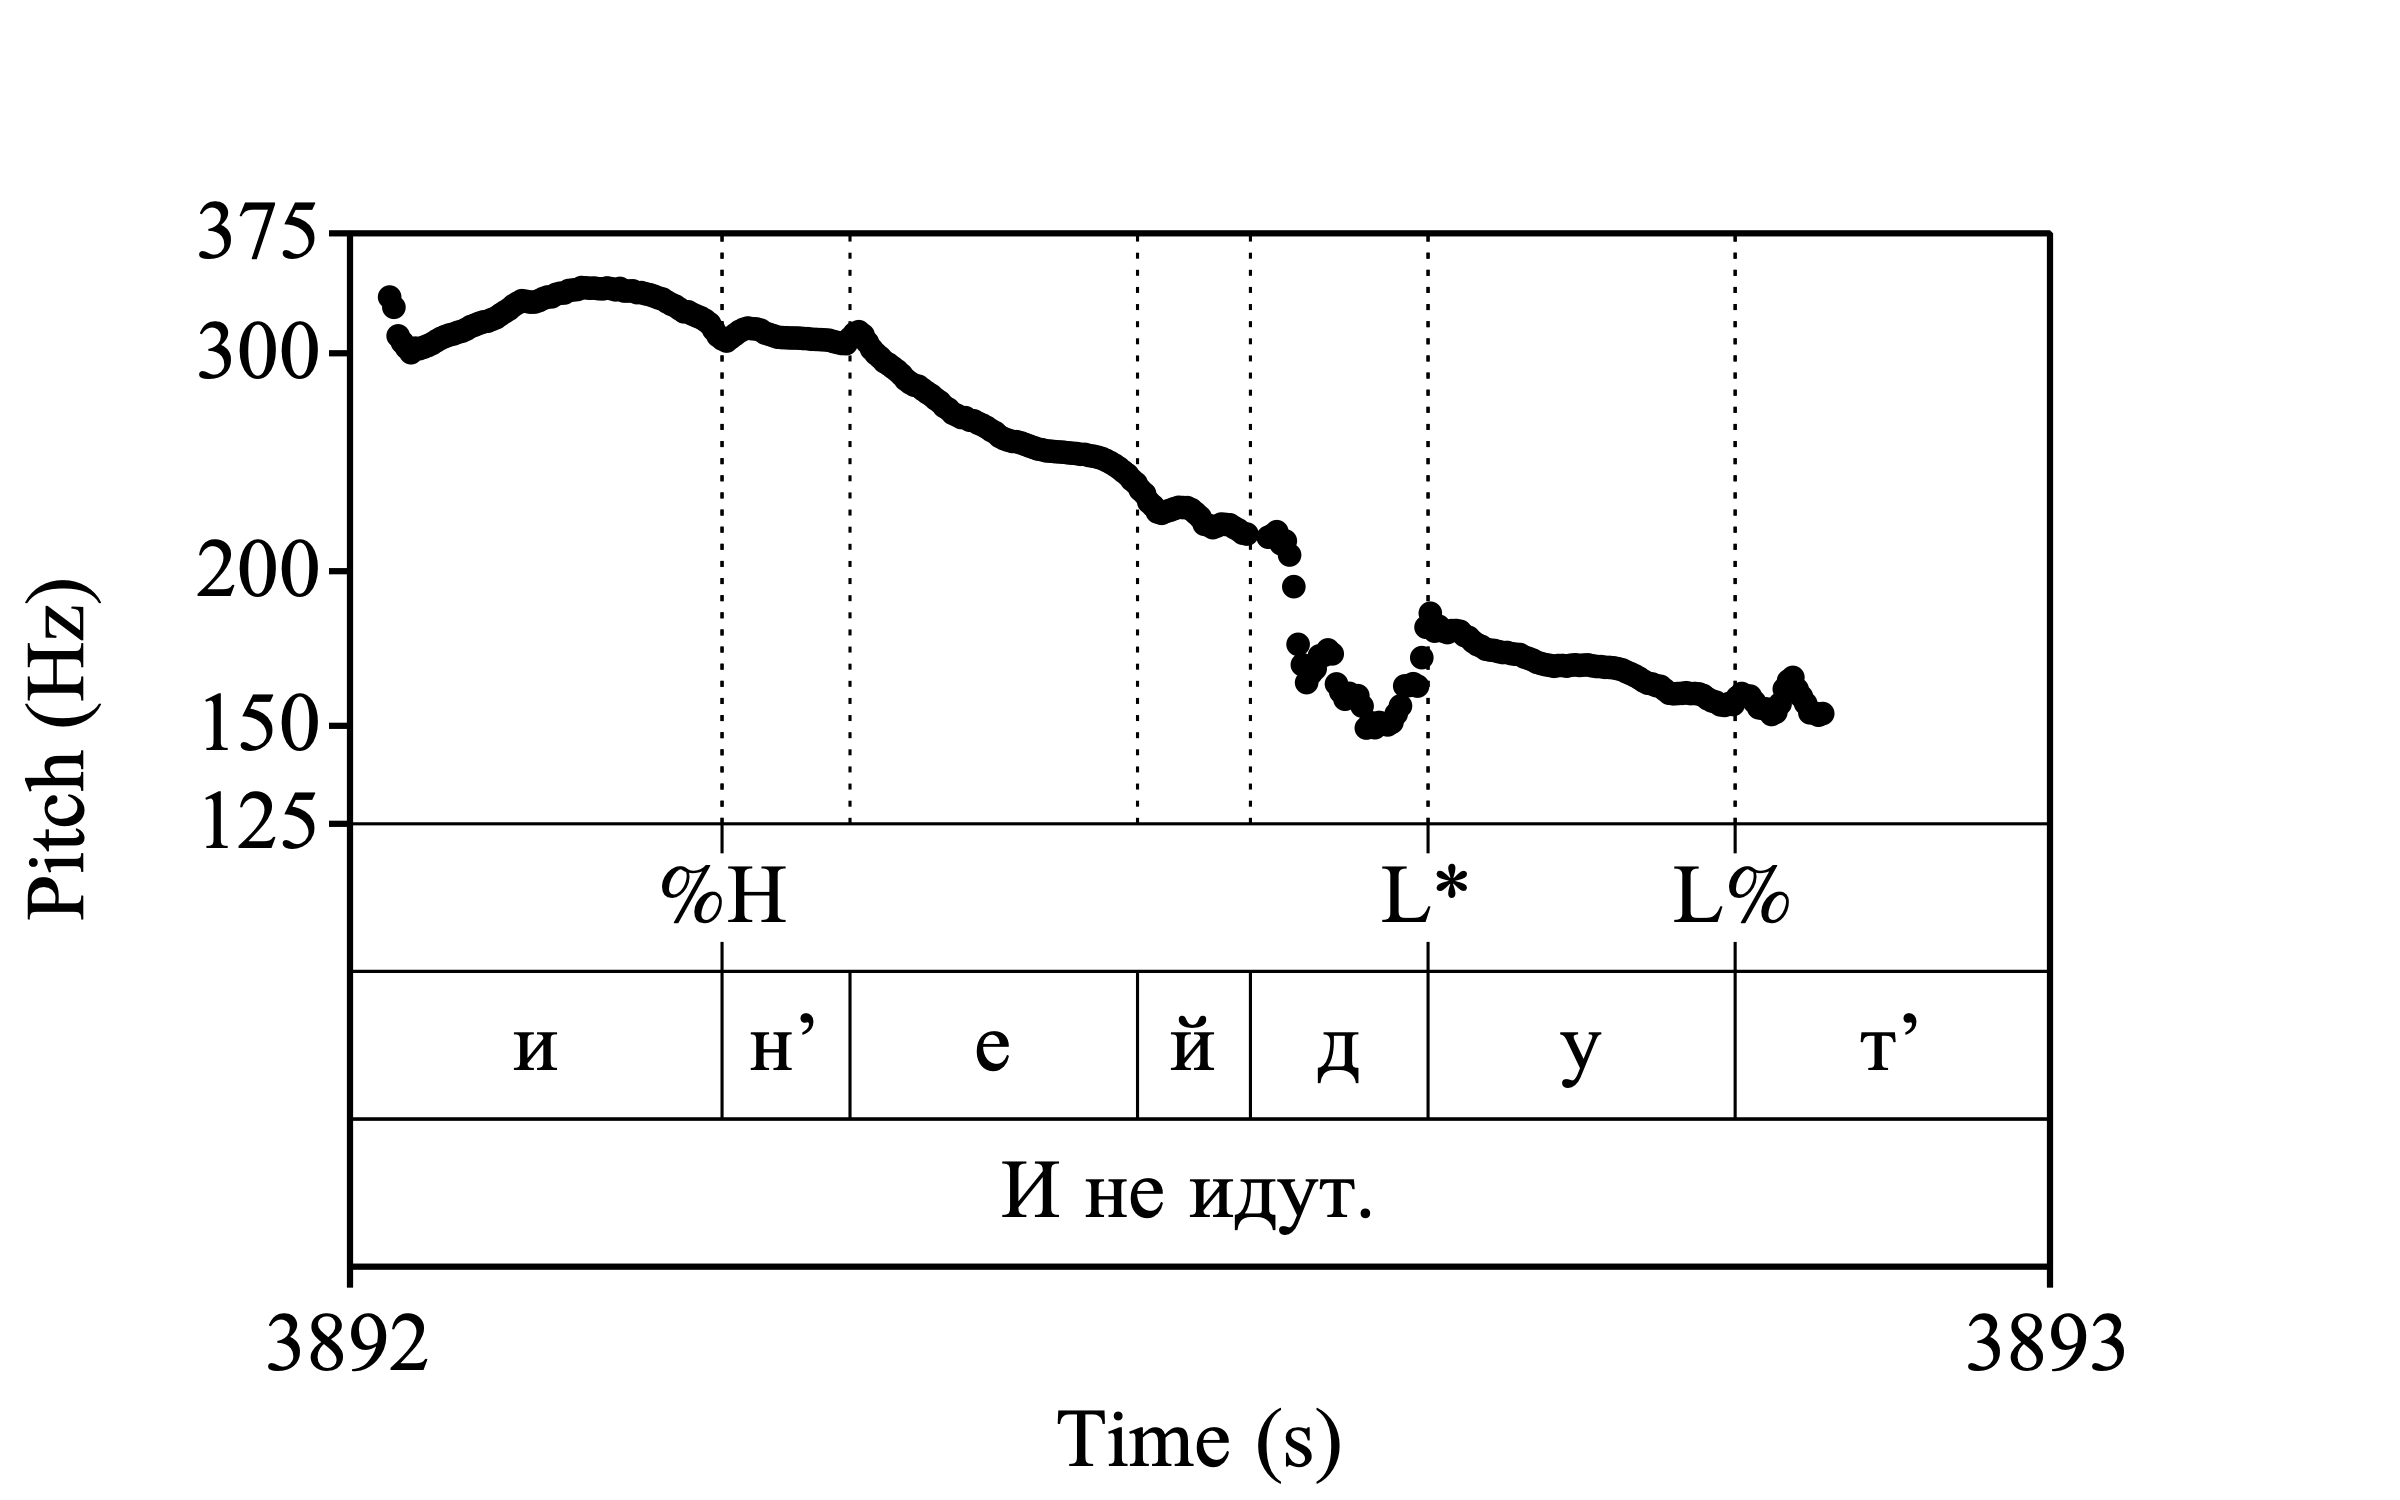 375
300
200
150
125
Pitch (Hz)
%H L* L%
и н’ е й д у т’
И не идут.
3892 3893
Time (s)